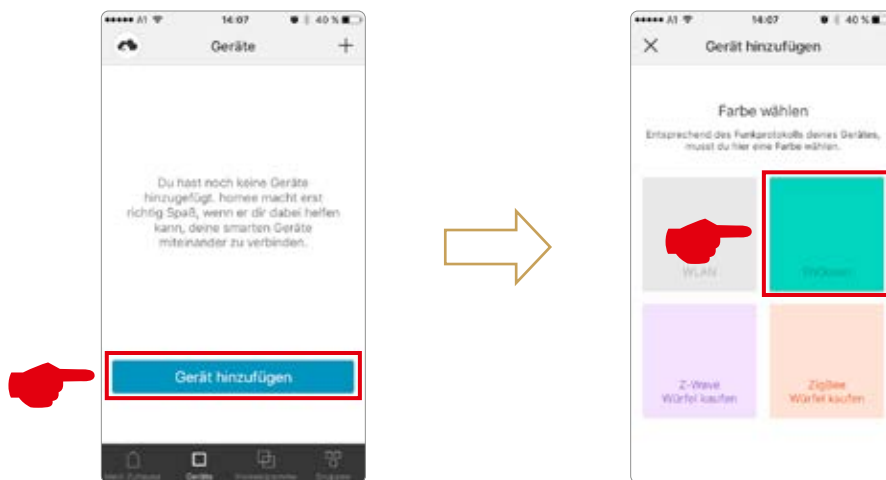 A1 14:07 40 %
Geräte +
Du hast noch keine Geräte
hinzugefügt. homee macht erst
richtig Spaß, wenn er dir dabei helfen
kann, deine smarten Geräte
miteinander zu verbinden.
Gerät hinzufügen
Geräte
A1 14:07 40 %
Gerät hinzufügen
Farbe wählen
Entsprechend des Funkprotokolls deines Gerätes,
musst du hier eine Farbe wählen.
WLAN
EnOcean
Z-Wave
Würfel kaufen
ZigBee
Würfel kaufen